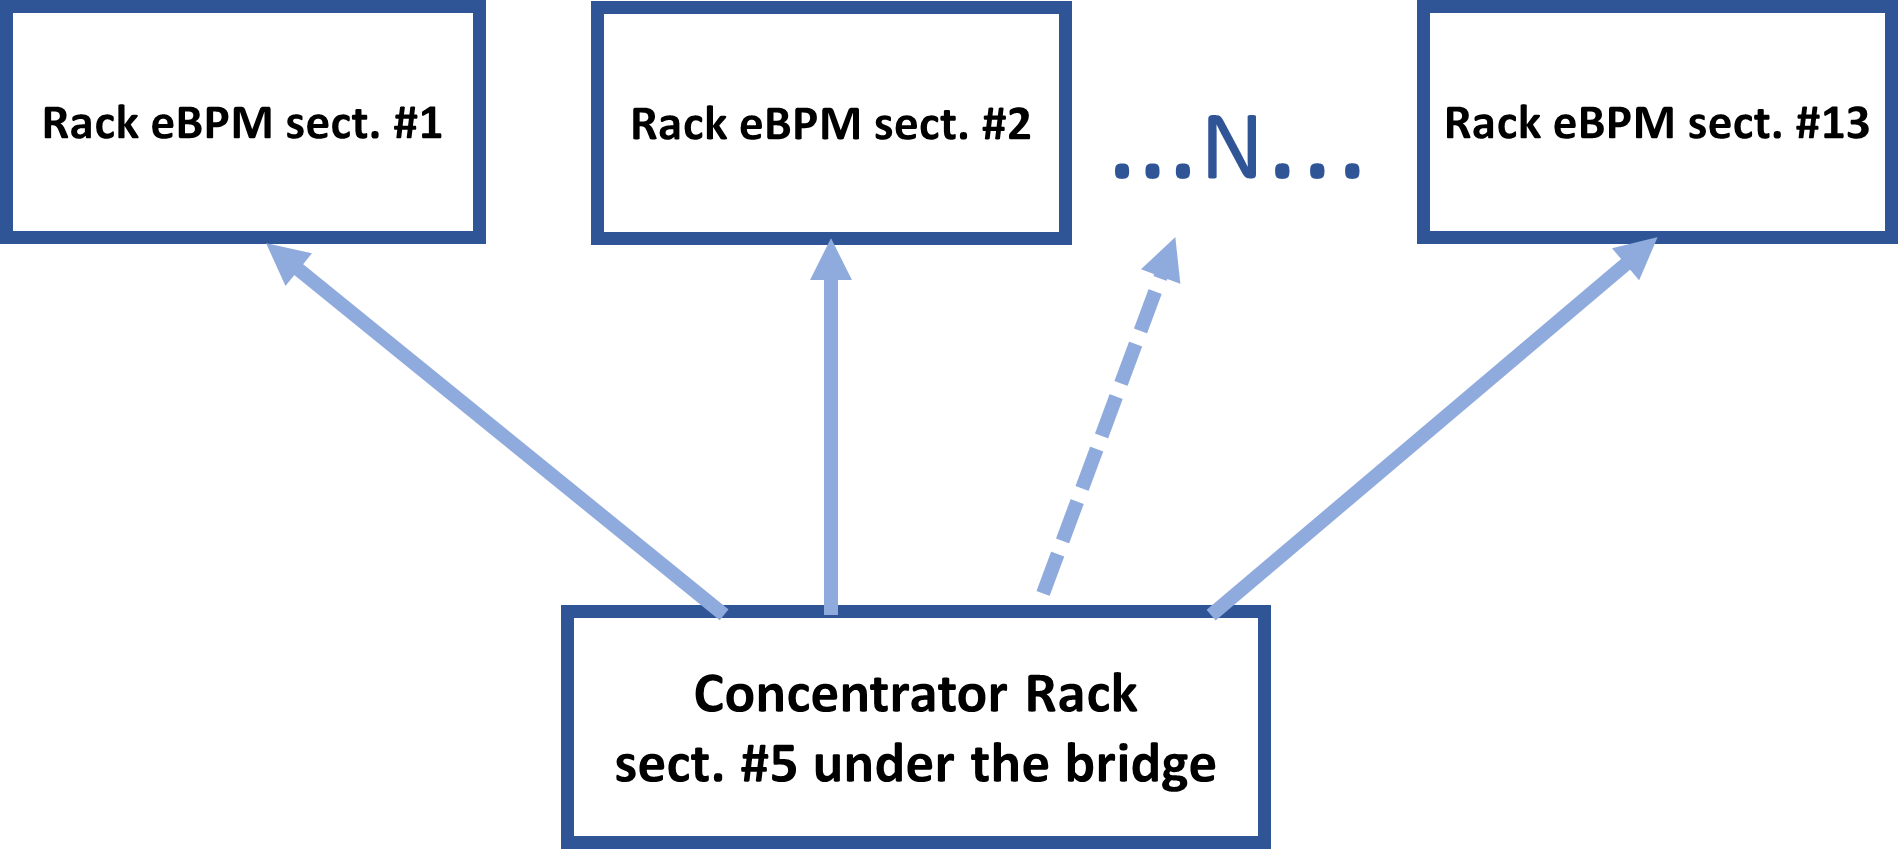 Rack eBPM sect. #1
Rack eBPM sect. #2
...N...
Rack eBPM sect. #13
Concentrator Rack
sect. #5 under the bridge